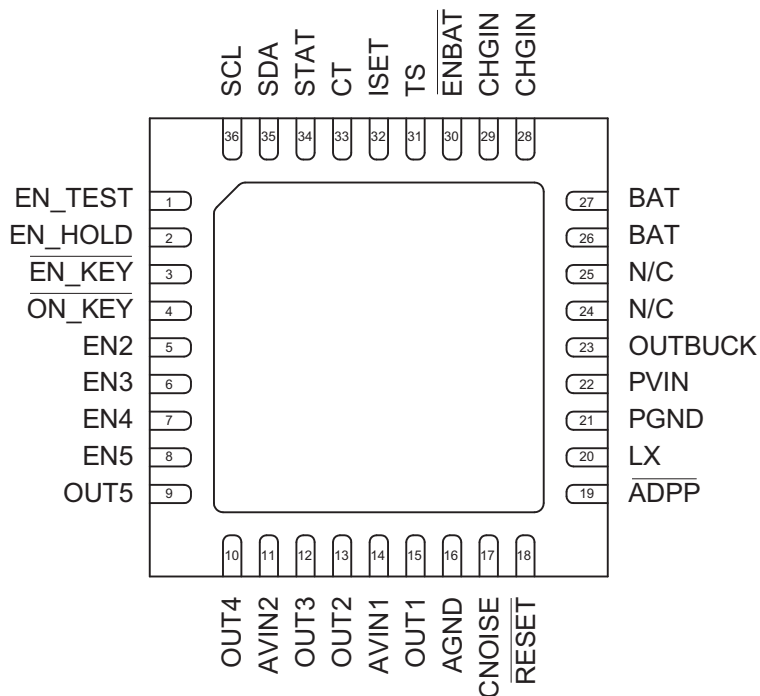 SCL
SDA
STAT
CT
ISET
TS
ENBAT
CHGIN
CHGIN
36
35
34
33
32
31
30
29
28
EN_TEST 1
EN_HOLD 2
EN_KEY 3
ON_KEY 4
EN2 5
EN3 6
EN4 7
EN5 8
OUT5 9
27 BAT
26 BAT
25 N/C
24 N/C
23 OUTBUCK
22 PVIN
21 PGND
20 LX
19 ADPP
10
11
12
13
14
15
16
17
18
OUT4
AVIN2
OUT3
OUT2
AVIN1
OUT1
AGND
CNOISE
RESET